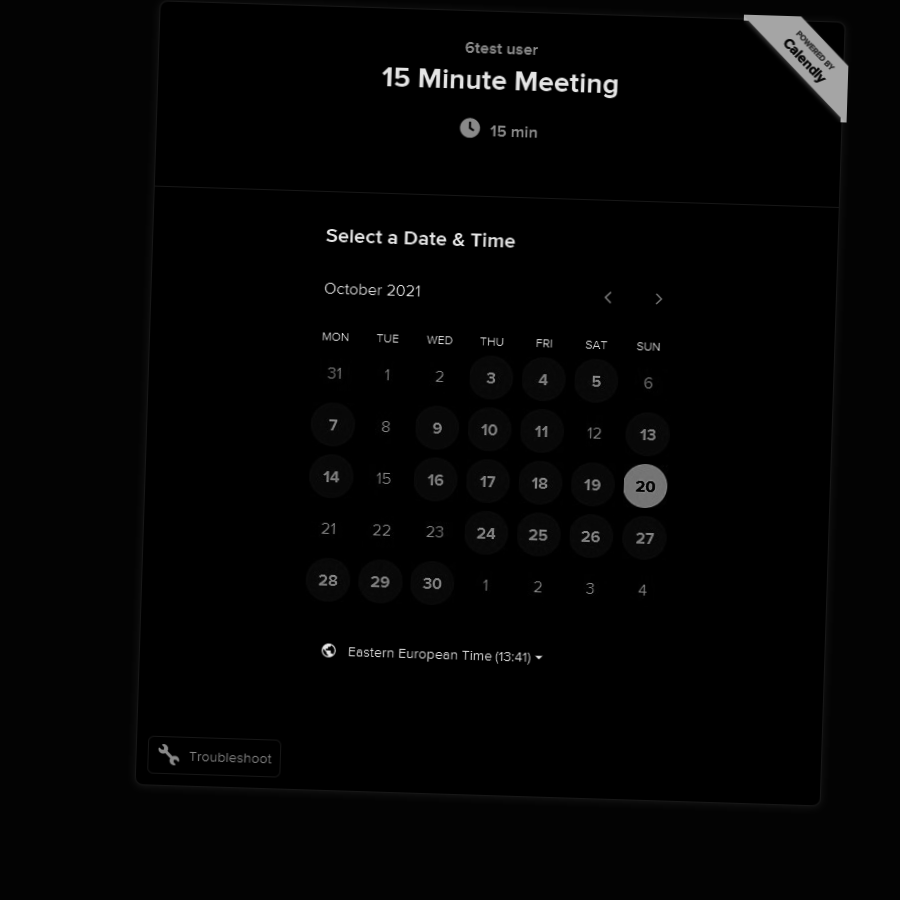 POWERED BY
Calendly
6test user
15 Minute Meeting
15 min
Select a Date & Time
October 2021
MON TUE WED THU FRI SAT SUN
31 1 2 3 4 5 6
7 8 9 10 11 12 13
14 15 16 17 18 19 20
21 22 23 24 25 26 27
28 29 30 1 2 3 4
Eastern European Time (13:41)
Troubleshoot